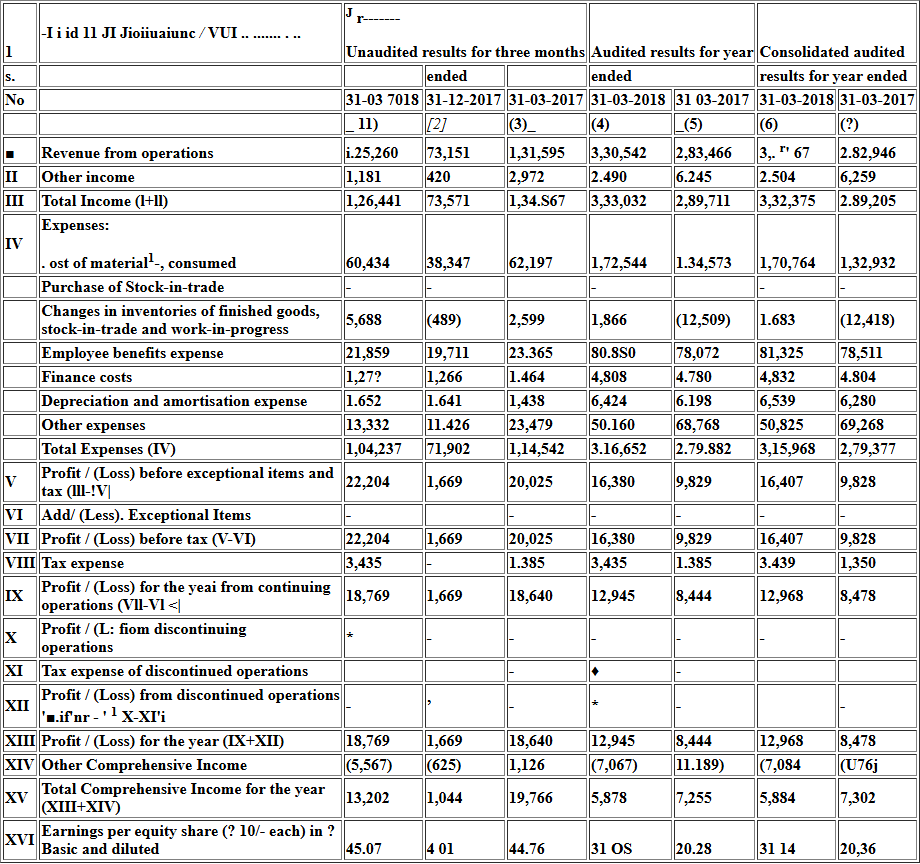 1 -I i id 11 JI Jioiiuaiunc / VUI .. ....... . .. J r-------
Unaudited results for three months Audited results for year Consolidated audited
s. ended ended results for year ended
No 31-03 7018 31-12-2017 31-03-2017 31-03-2018 31 03-2017 31-03-2018 31-03-2017
_ 11) [2] (3)_ (4) _(5) (6) (?)
■ Revenue from operations i.25,260 73,151 1,31,595 3,30,542 2,83,466 3,. r' 67 2.82,946
II Other income 1,181 420 2,972 2.490 6.245 2.504 6,259
III Total Income (l+ll) 1,26,441 73,571 1,34.S67 3,33,032 2,89,711 3,32,375 2.89,205
IV Expenses:
. ost of material1-, consumed 60,434 38,347 62,197 1,72,544 1.34,573 1,70,764 1,32,932
Purchase of Stock-in-trade - - - - - -
Changes in inventories of finished goods,
stock-in-trade and work-in-progress 5,688 (489) 2,599 1,866 (12,509) 1.683 (12,418)
Employee benefits expense 21,859 19,711 23.365 80.8S0 78,072 81,325 78,511
Finance costs 1,27? 1,266 1.464 4,808 4.780 4,832 4.804
Depreciation and amortisation expense 1.652 1.641 1,438 6,424 6.198 6,539 6,280
Other expenses 13,332 11.426 23,479 50.160 68,768 50,825 69,268
Total Expenses (IV) 1,04,237 71,902 1,14,542 3.16,652 2.79.882 3,15,968 2,79,377
V Profit / (Loss) before exceptional items and
tax (lll-!V| 22,204 1,669 20,025 16,380 9,829 16,407 9,828
VI Add/ (Less). Exceptional Items - - - - - -
VII Profit / (Loss) before tax (V-VI) 22,204 1,669 20,025 16,380 9,829 16,407 9,828
VIII Tax expense 3,435 - 1.385 3,435 1.385 3.439 1,350
IX Profit / (Loss) for the yeai from continuing
operations (Vll-Vl <| 18,769 1,669 18,640 12,945 8,444 12,968 8,478
X Profit / (L: fiom discontinuing
operations * - - - - - -
XI Tax expense of discontinued operations - ♦ -
XII Profit / (Loss) from discontinued operations
'■.if'nr - ' 1 X-XI'i - ’ - * - -
XIII Profit / (Loss) for the year (IX+XII) 18,769 1,669 18,640 12,945 8,444 12,968 8,478
XIV Other Comprehensive Income (5,567) (625) 1,126 (7,067) 11.189) (7,084 (U76j
XV Total Comprehensive Income for the year
(XIII+XIV) 13,202 1,044 19,766 5,878 7,255 5,884 7,302
XVI Earnings per equity share (? 10/- each) in ?
Basic and diluted 45.07 4 01 44.76 31 OS 20.28 31 14 20,36